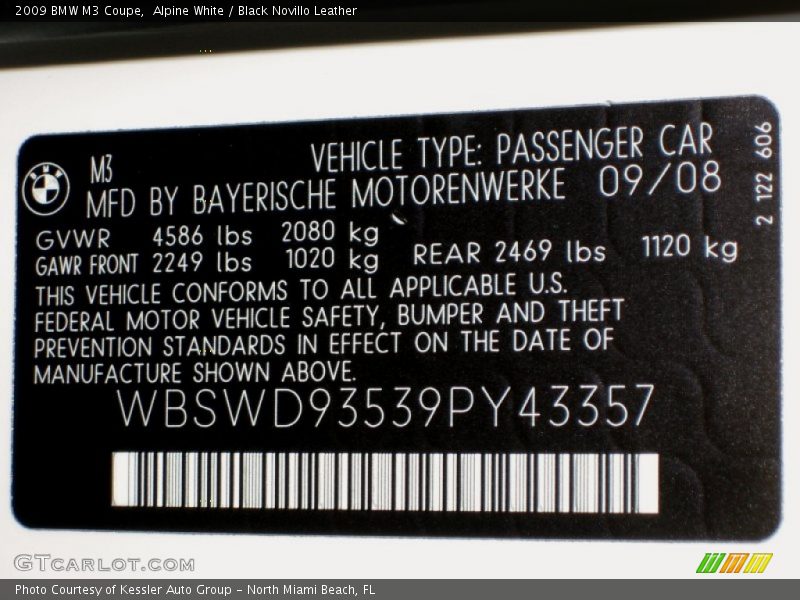 2009 BMW M3 Coupe,  Alpine White / Black Novillo Leather
M3
VEHICLE TYPE: PASSENGER CAR
MFD BY BAYERISCHE MOTORENWERKE 09/08
GVWR 4586 lbs 2080 kg
GAWR FRONT 2249 lbs 1020 kg REAR 2469 lbs 1120 kg
THIS VEHICLE CONFORMS TO ALL APPLICABLE U.S.
FEDERAL MOTOR VEHICLE SAFETY, BUMPER AND THEFT
PREVENTION STANDARDS IN EFFECT ON THE DATE OF
MANUFACTURE SHOWN ABOVE.
WBSWD93539PY43357
2 122 606
GTCARLOT.COM
Photo Courtesy of Kessler Auto Group - North Miami Beach, FL